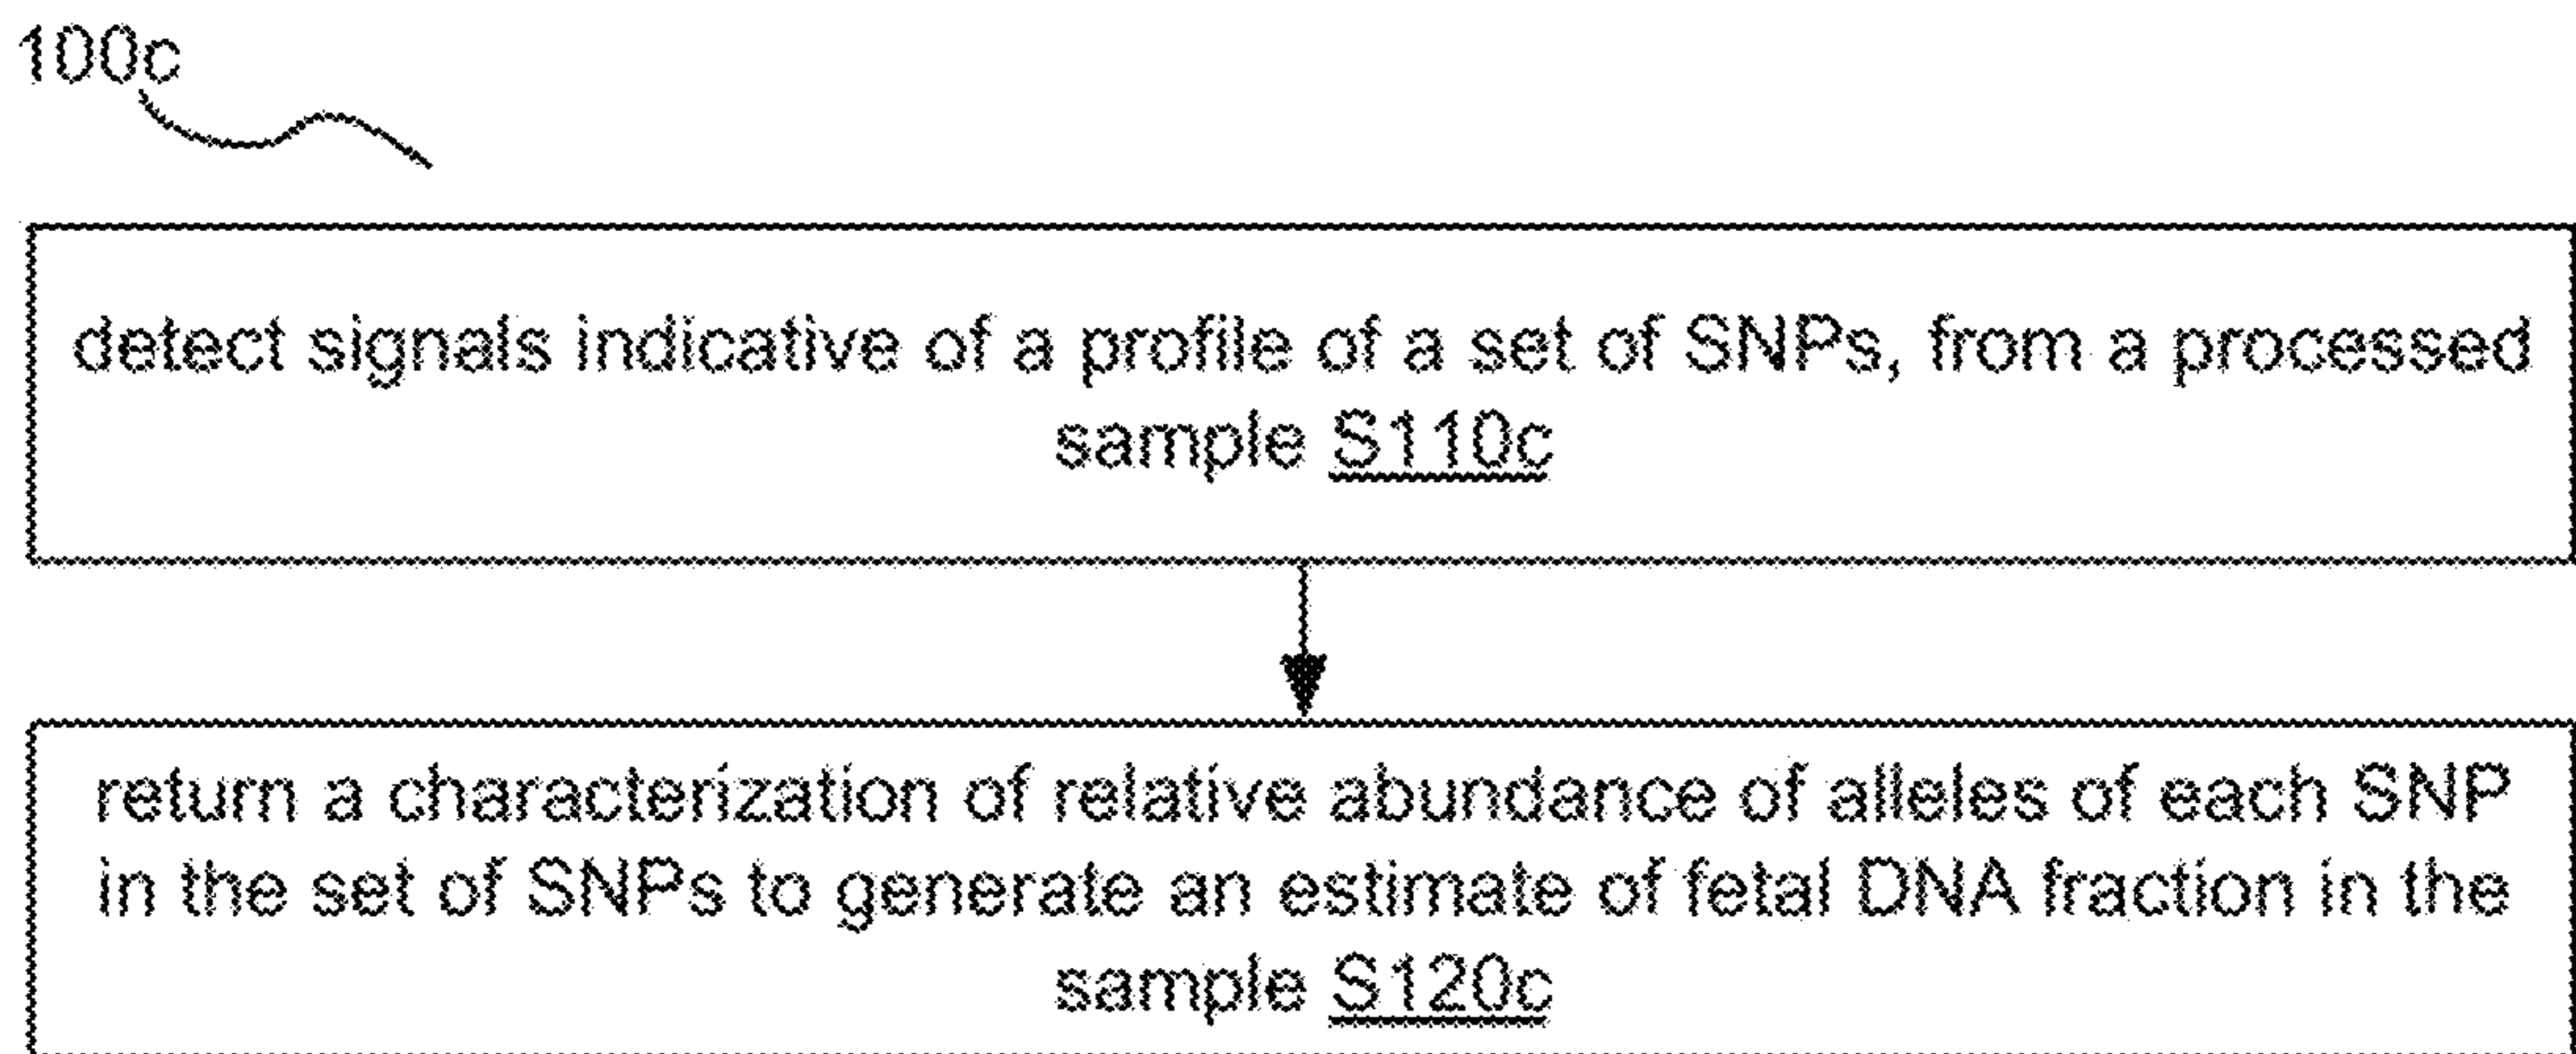 100c
detect signals indicative of a profile of a set of SNPs, from a processed
sample S110c
return a characterization of relative abundance of alleles of each SNP
in the set of SNPs to generate an estimate of fetal DNA fraction in the
sample S120c